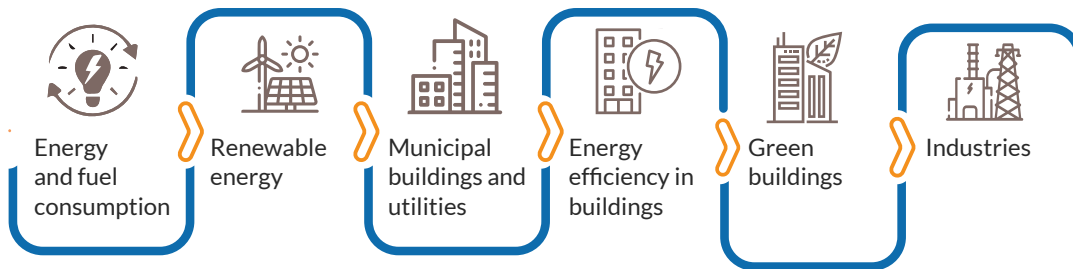 Energy
and fuel
consumption
Renewable
energy
Municipal
buildings and
utilities
Energy
efficiency in
buildings
Green
buildings
Industries